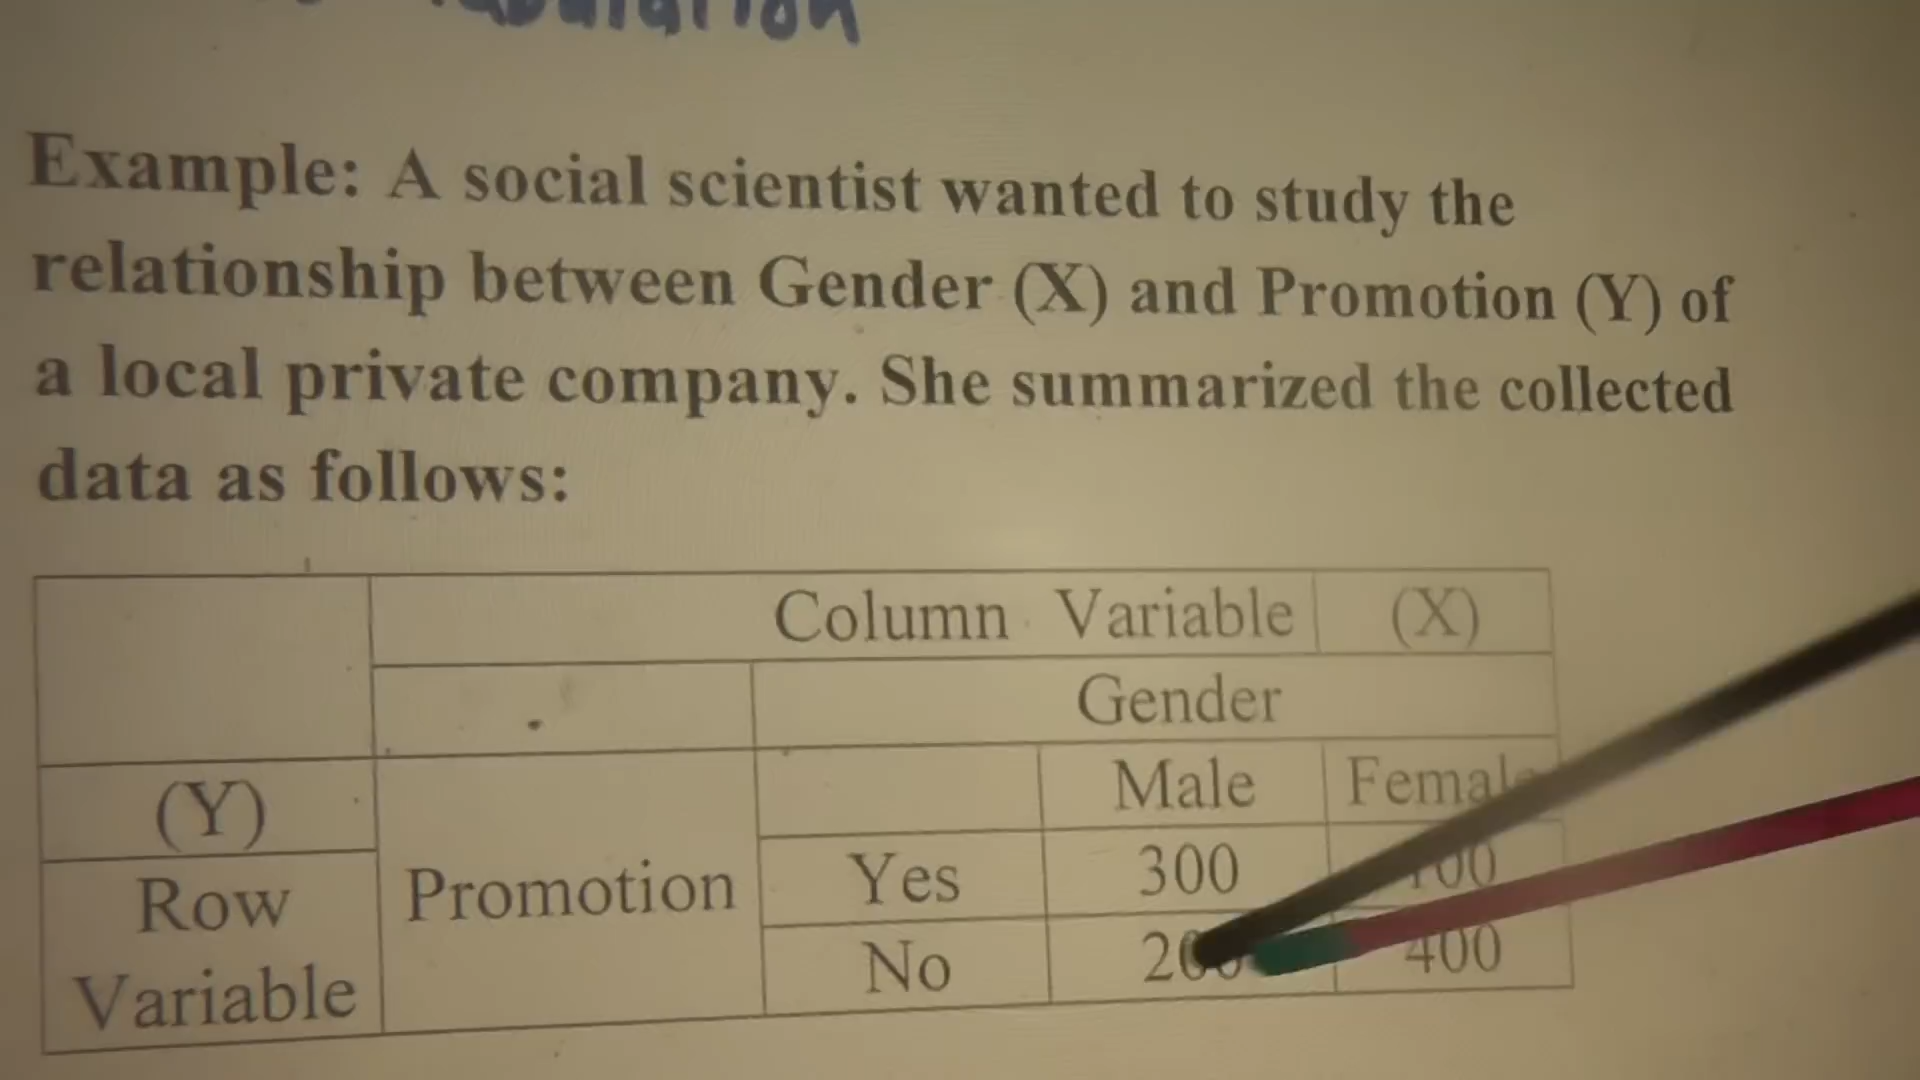 Example: A social scientist wanted to study the
relationship between Gender (X) and Promotion (Y) of
a local private company. She summarized the collected
data as follows:
Column Variable (X)
Gender
(Y) Male
Row Variable Promotion Yes 300
No 400